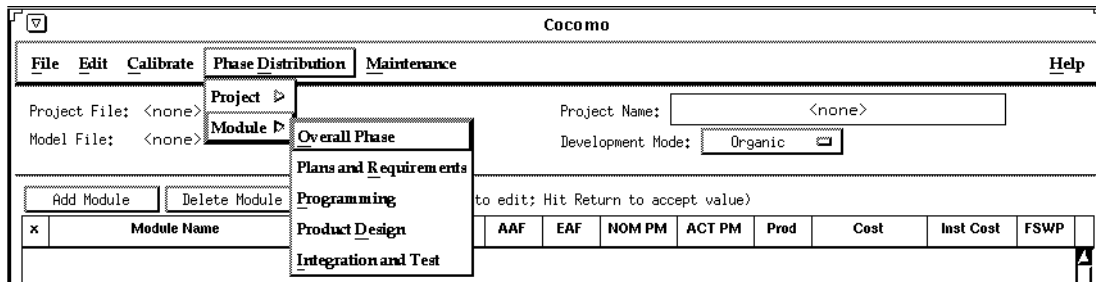 Cocomo
File Edit Calibrate Phase Distribution Maintenance Help
Project File: <none>
Project ▷
Project Name: <none>
Model File: <none>
Module ▷
Overall Phase
Development Mode: Organic
Plans and Requirements
Add Module Delete Module
Programming
to edit; Hit Return to accept value)
x Module Name
Product Design
AAF EAF NOM PM ACT PM Prod Cost Inst Cost FSWP
Integration and Test